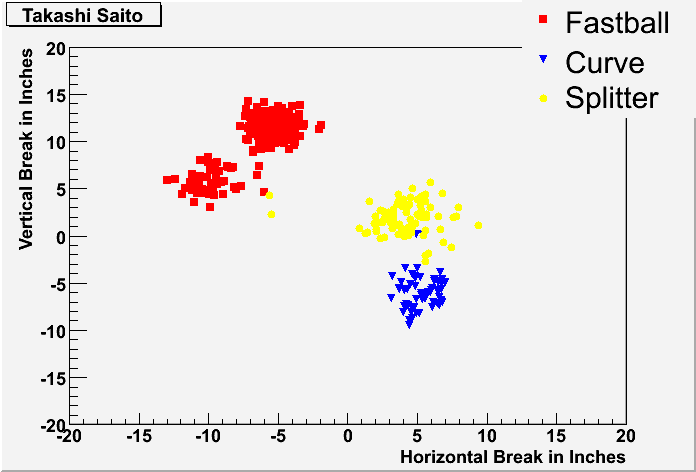 Takashi Saito
Fastball
Curve
Splitter
Vertical Break in Inches
20
15
10
5
0
-5
-10
-15
-20
-20 -15 -10 -5 0 5 10 15 20
Horizontal Break in Inches